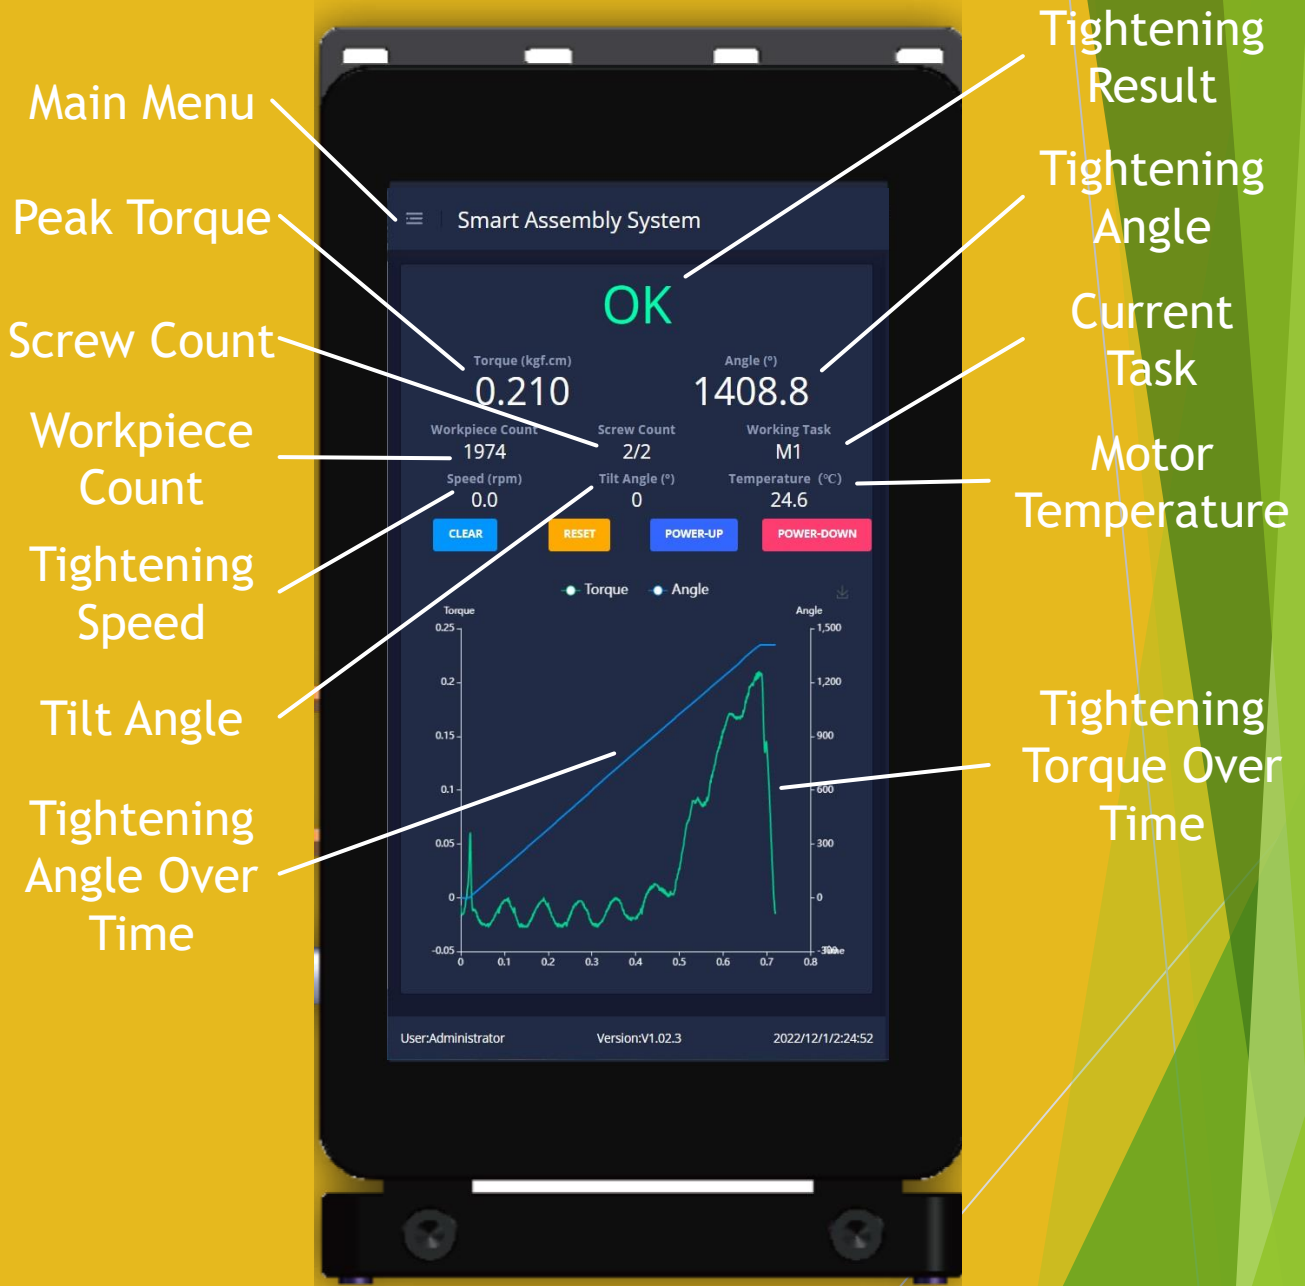 Main Menu
Peak Torque
Screw Count
Workpiece
Count
Tightening
Speed
Tilt Angle
Tightening
Angle Over
Time
Smart Assembly System
OK
Torque (kgf.cm)
Angle (°)
0.210
1408.8
Workpiece Count
Screw Count
Working Task
1974
2/2
M1
Speed (rpm)
Tilt Angle (°)
Temperature (℃)
0.0
0
24.6
CLEAR
RESET
POWER-UP
POWER-DOWN
Torque
Angle
Torque
Angle
0.25
0.2
0.15
0.1
0.05
0
-0.05
1,500
1,200
900
600
300
0
-300
0
0.1
0.2
0.3
0.4
0.5
0.6
0.7
0.8
User:Administrator
Version:V1.02.3
2022/12/1/2:24:52
Tightening
Result
Tightening
Angle
Current
Task
Motor
Temperature
Tightening
Torque Over
Time